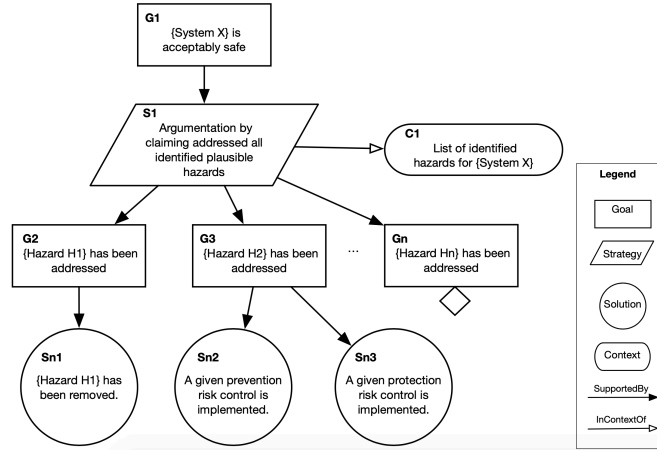 G1
{System X} is
acceptably safe
S1
Argumentation by
claiming addressed all
identified plausible
hazards
C1
List of identified
hazards for {System X}
G2
{Hazard H1} has been
addressed
G3
{Hazard H2} has been
addressed
...
Gn
{Hazard Hn} has been
addressed
Sn1
{Hazard H1} has
been removed.
Sn2
A given prevention
risk control is
implemented.
Sn3
A given protection
risk control is
implemented.
Legend
Goal
Strategy
Solution
Context
SupportedBy
InContextOf